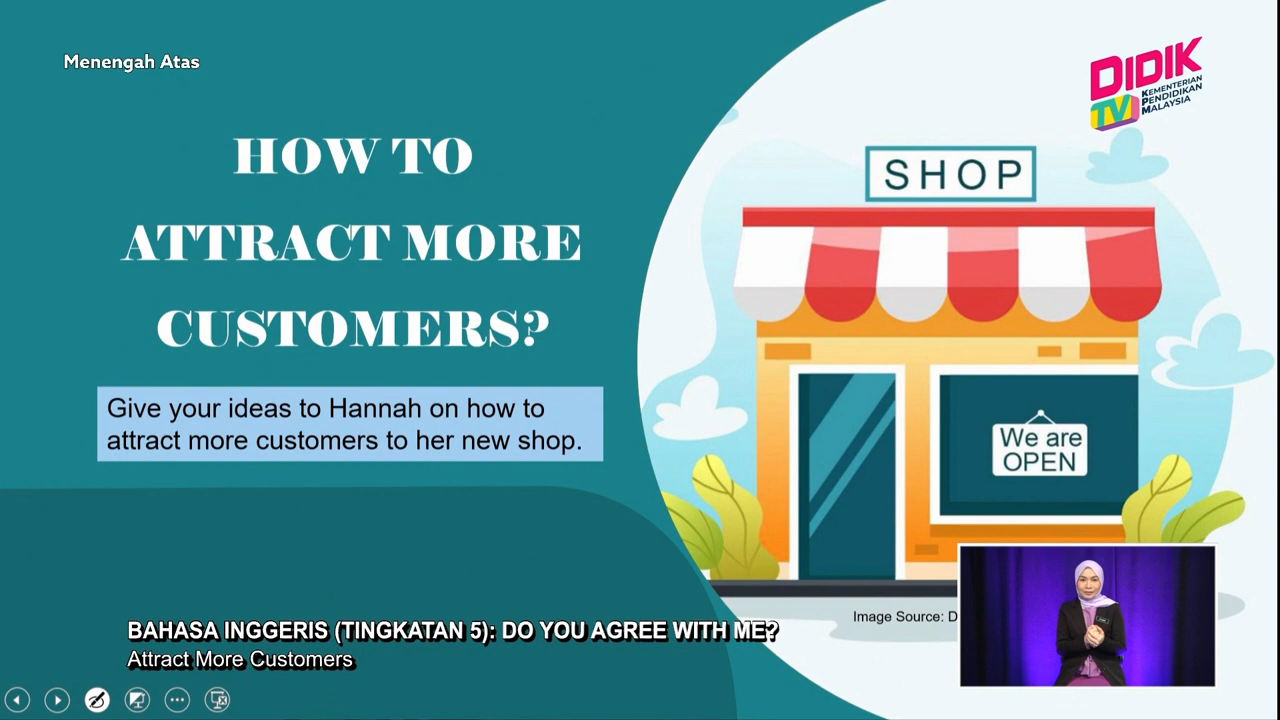 Menengah Atas
DIDIK
TV
KEMENTERIAN
PENDIDIKAN
MALAYSIA
HOW TO
ATTRACT MORE
CUSTOMERS?
Give your ideas to Hannah on how to
attract more customers to her new shop.
SHOP
We are
OPEN
Image Source: D
BAHASA INGGERIS (TINGKATAN 5): DO YOU AGREE WITH ME?
Attract More Customers